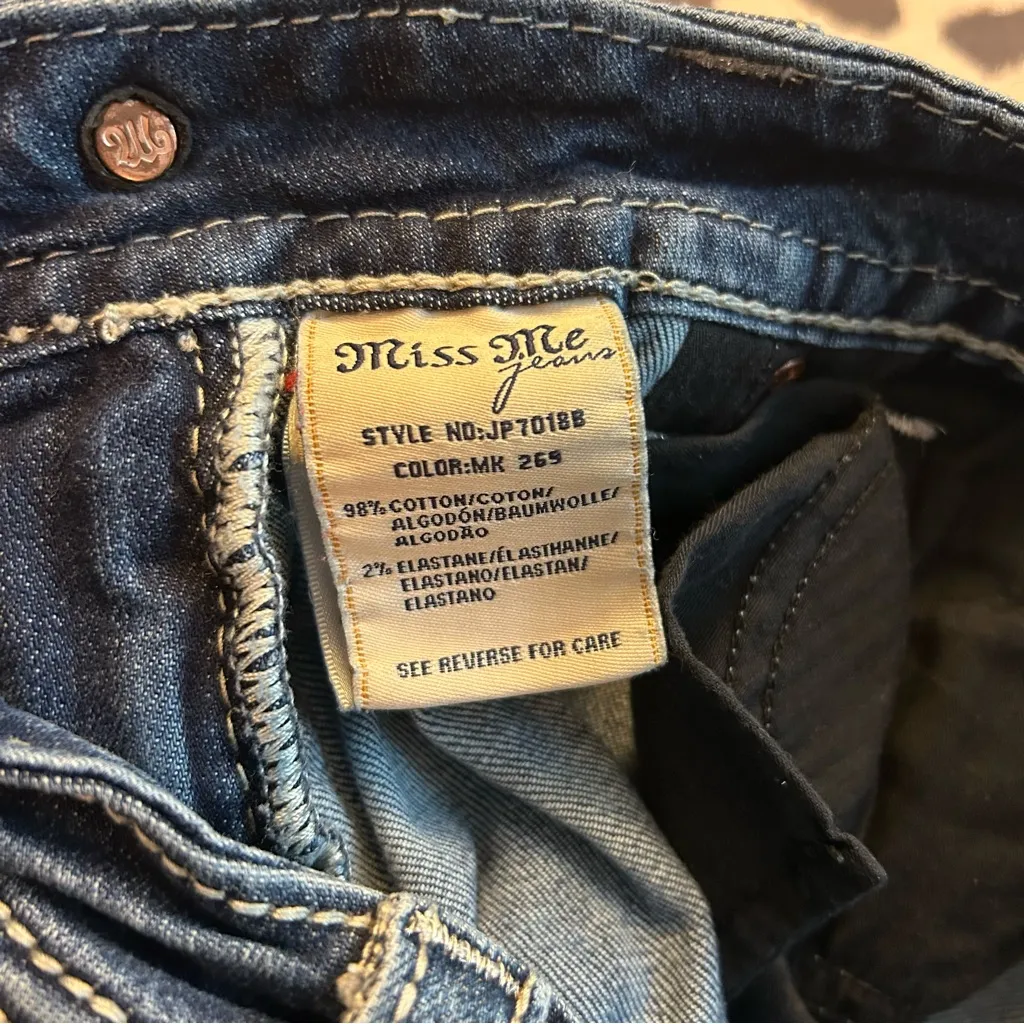 Miss Me
jeans
STYLE NO:JP7018B
COLOR:MK 269
98% COTTON/COTON/
ALGODÓN/BAUMWOLLE/
ALGODÃO
2% ELASTANE/ÉLASTHANNE/
ELASTANO/ELASTAN/
ELASTANO
SEE REVERSE FOR CARE